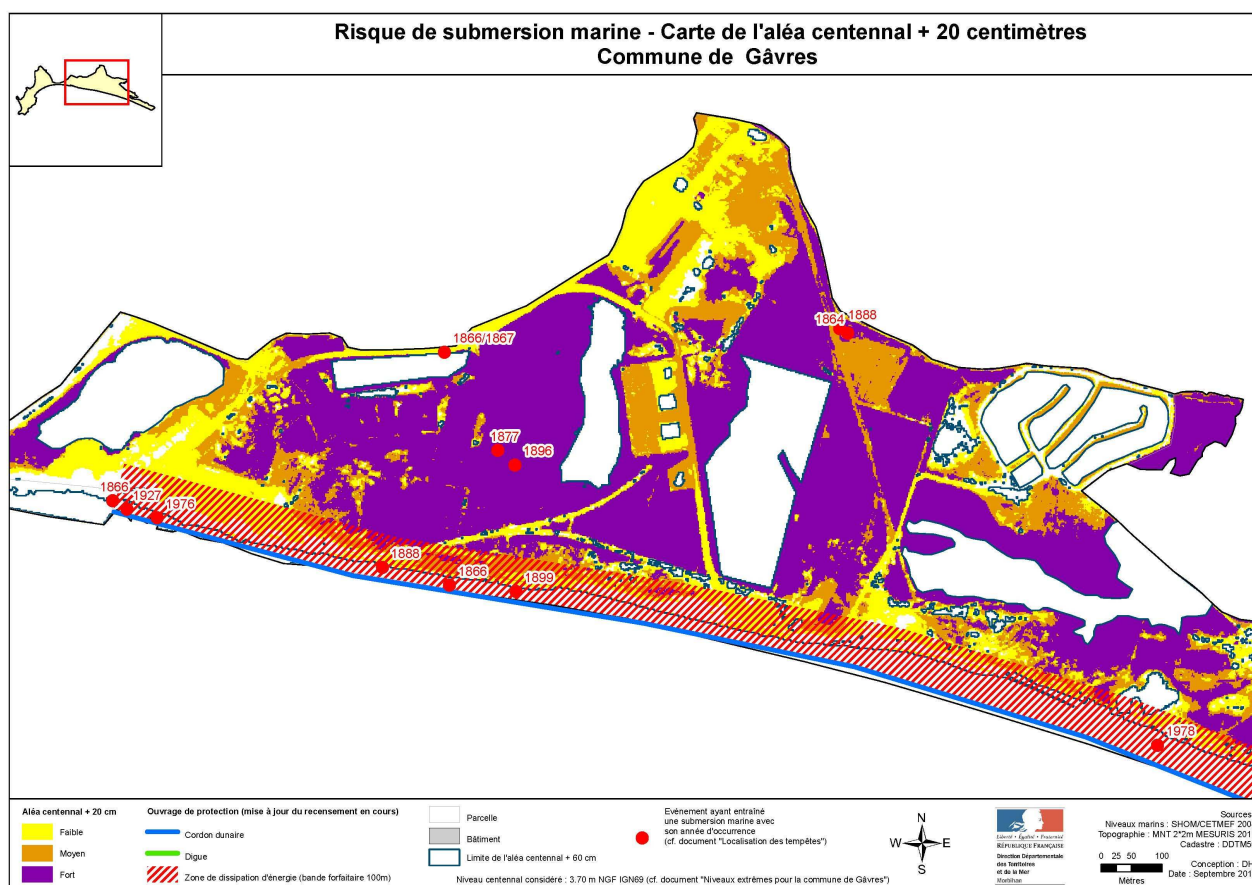 Risque de submersion marine - Carte de l'aléa centennal + 20 centimètres
Commune de Gâvres
1864
1888
1866/1867
1877
1896
1866
1927
1976
1888
1866
1899
1978
Aléa centennal + 20 cm
Faible
Moyen
Fort
Ouvrage de protection (mise à jour du recensement en cours)
Cordon dunaire
Digue
Zone de dissipation d'énergie (bande forfaitaire 100m)
Parcelle
Bâtiment
Limite de l'aléa centennal + 60 cm
Evénement ayant entraîné
une submersion marine avec
son année d'occurrence
(cf. document "Localisation des tempêtes")
Niveau centennal considéré : 3.70 m NGF IGN69 (cf. document "Niveaux extrêmes pour la commune de Gâvres")
N
W
E
S
Liberté • Égalité • Fraternité
RÉPUBLIQUE FRANÇAISE
Direction Départementale
des Territoires
et de la Mer
Morbihan
0 25 50 100
Mètres
Sources
Niveaux marins : SHOM/CETMEF
Topographie : MNT 2*2m MESURIS
Cadastre :
Conception :
Date : Septembre